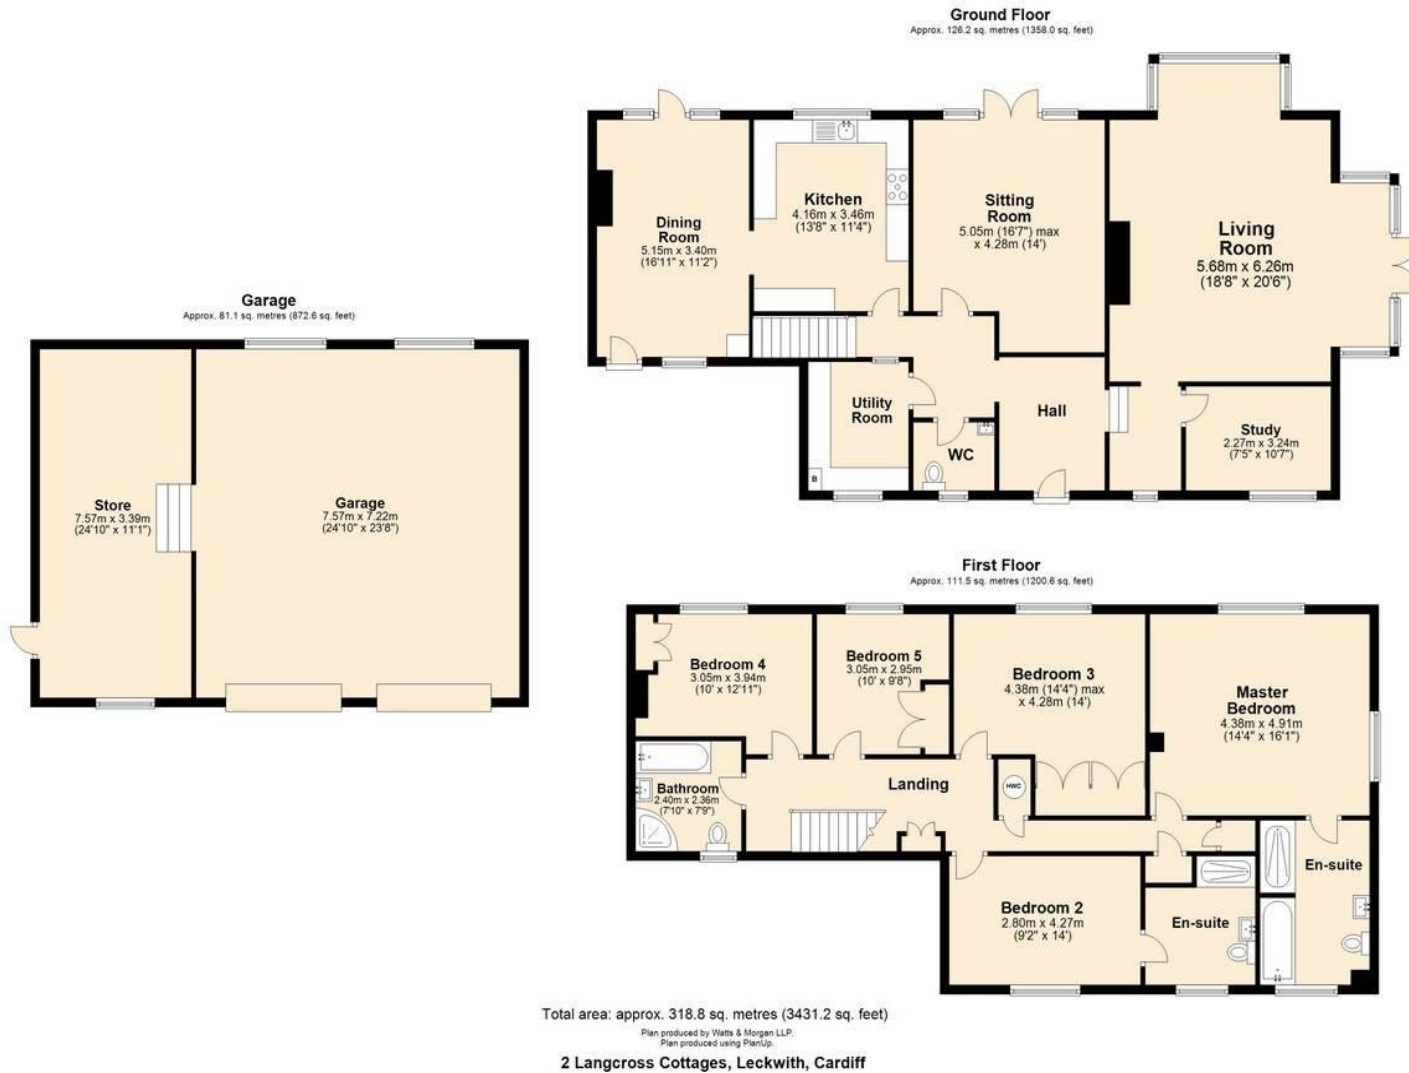 Ground Floor
Approx. 126.2 sq. metres (1358.0 sq. feet)
Dining
Room
5.15m x 3.40m
(16'11" x 11'2")
Kitchen
4.16m x 3.46m
(13'8" x 11'4")
Sitting
Room
5.05m (16'7") max
x 4.28m (14')
Living
Room
5.68m x 6.26m
(18'8" x 20'6")
Utility
Room
B
WC
Hall
Study
2.27m x 3.24m
(7'5" x 10'7")
Garage
Approx. 81.1 sq. metres (872.6 sq. feet)
Store
7.57m x 3.39m
(24'10" x 11'1")
Garage
7.57m x 7.22m
(24'10" x 23'8")
First Floor
Approx. 111.5 sq. metres (1200.6 sq. feet)
Bedroom 4
3.05m x 3.94m
(10' x 12'11")
Bedroom 5
3.05m x 2.95m
(10' x 9'8")
Bedroom 3
4.38m (14'4") max
x 4.28m (14')
Master
Bedroom
4.38m x 4.91m
(14'4" x 16'1")
Bathroom
2.40m x 2.36m
(7'10" x 7'9")
Landing
HWC
Bedroom 2
2.80m x 4.27m
(9'2" x 14')
En-suite
En-suite
Total area: approx. 318.8 sq. metres (3431.2 sq. feet)
Plan produced by Watts & Morgan LLP.
Plan produced using PlanUp.
2 Langcross Cottages, Leckwith, Cardiff